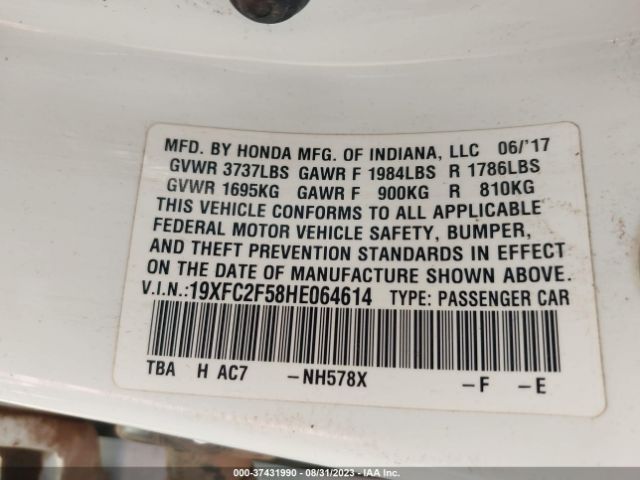 MFD. BY HONDA MFG. OF INDIANA, LLC 06/'17
GVWR 3737LBS GAWR F 1984LBS R 1786LBS
GVWR 1695KG GAWR F 900KG R 810KG
THIS VEHICLE CONFORMS TO ALL APPLICABLE
FEDERAL MOTOR VEHICLE SAFETY, BUMPER,
AND THEFT PREVENTION STANDARDS IN EFFECT
ON THE DATE OF MANUFACTURE SHOWN ABOVE.
V.I.N.:19XFC2F58HE064614 TYPE: PASSENGER CAR
TBA H AC7 –NH578X –F –E
000-37431990 - 08/31/2023 - IAA Inc.